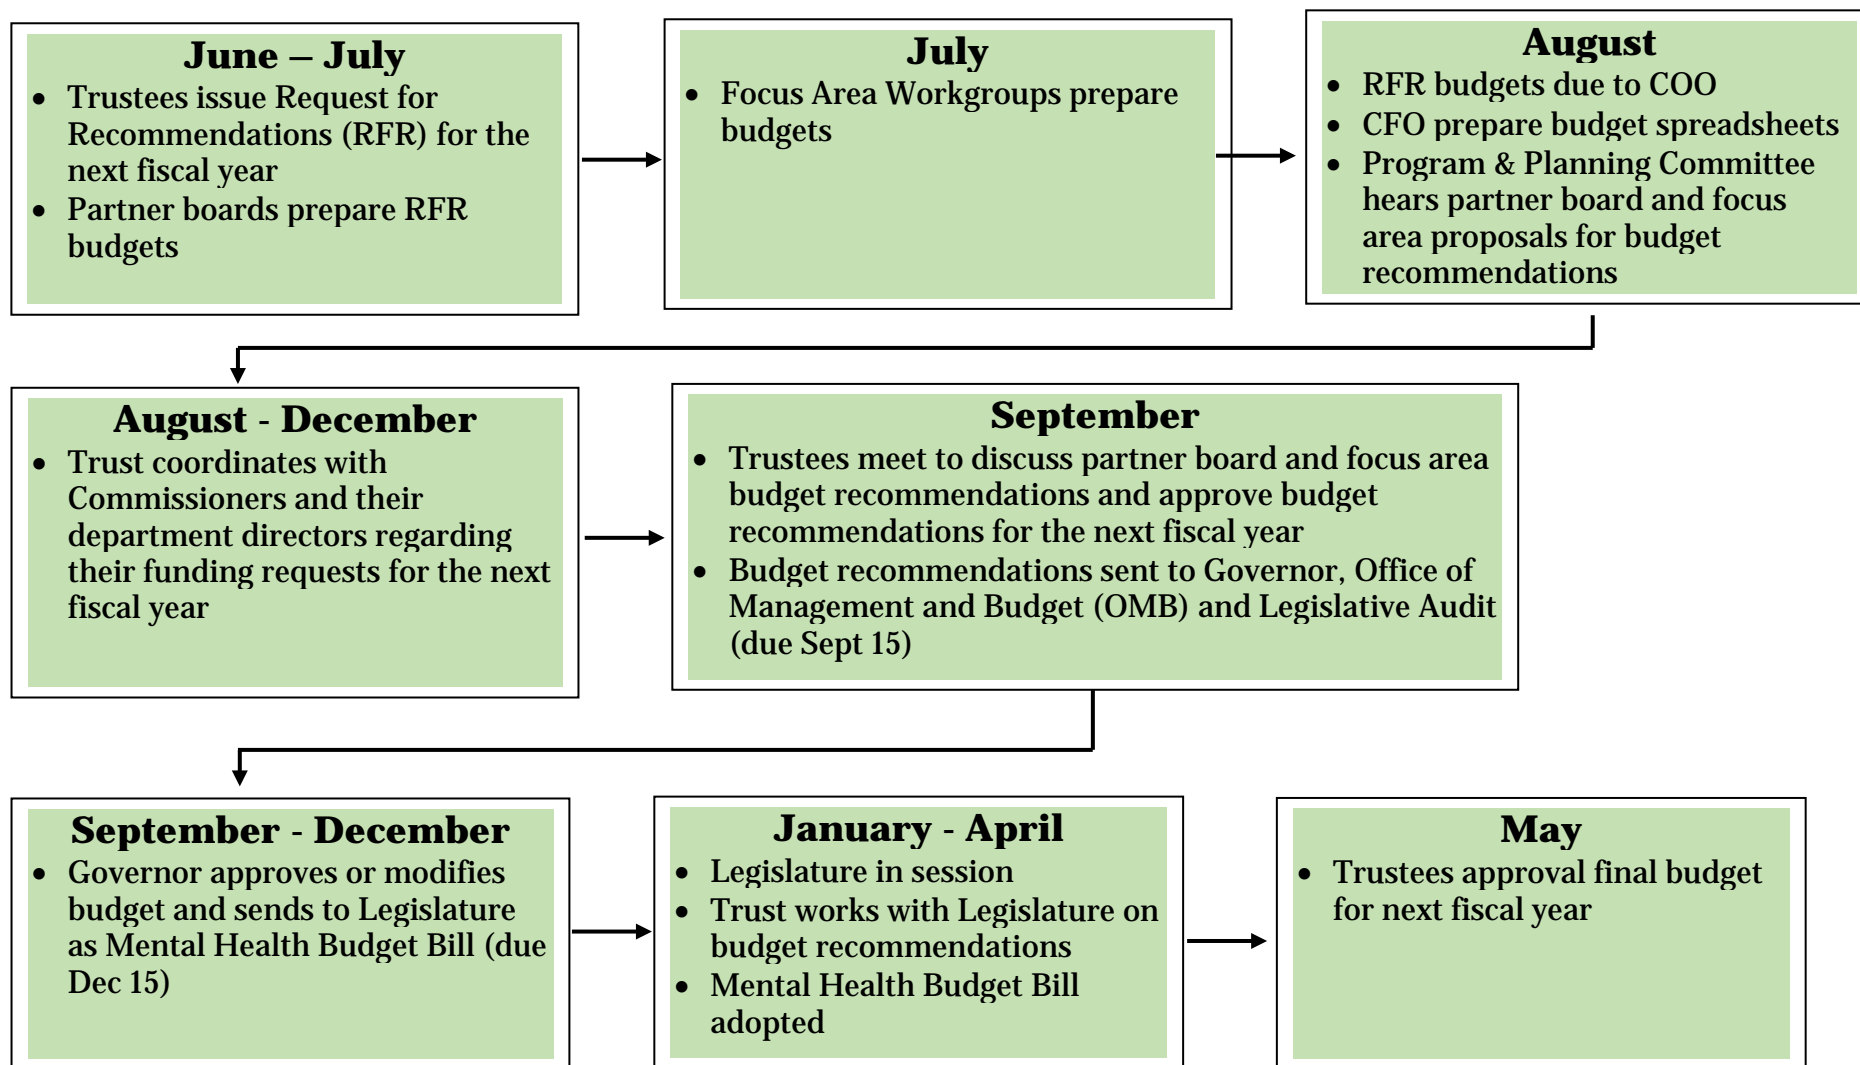 June – July
• Trustees issue Request for
Recommendations (RFR) for the
next fiscal year
• Partner boards prepare RFR
budgets
July
• Focus Area Workgroups prepare
budgets
August
• RFR budgets due to COO
• CFO prepare budget spreadsheets
• Program & Planning Committee
hears partner board and focus
area proposals for budget
recommendations
August - December
• Trust coordinates with
Commissioners and their
department directors regarding
their funding requests for the next
fiscal year
September
• Trustees meet to discuss partner board and focus area
budget recommendations and approve budget
recommendations for the next fiscal year
• Budget recommendations sent to Governor, Office of
Management and Budget (OMB) and Legislative Audit
(due Sept 15)
September - December
• Governor approves or modifies
budget and sends to Legislature
as Mental Health Budget Bill (due
Dec 15)
January - April
• Legislature in session
• Trust works with Legislature on
budget recommendations
• Mental Health Budget Bill
adopted
May
• Trustees approval final budget
for next fiscal year